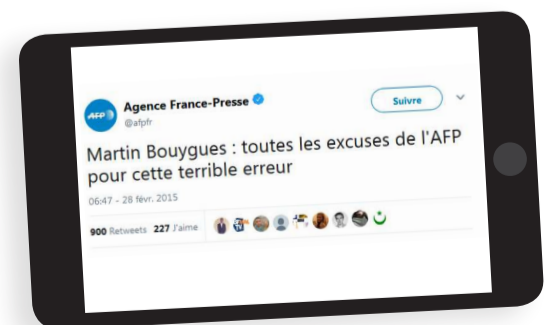 AFP
Agence France-Presse
@afpfr
Suivre
Martin Bouygues : toutes les excuses de l'AFP
pour cette terrible erreur
06:47 - 28 févr. 2015
900 Retweets 227 J'aime